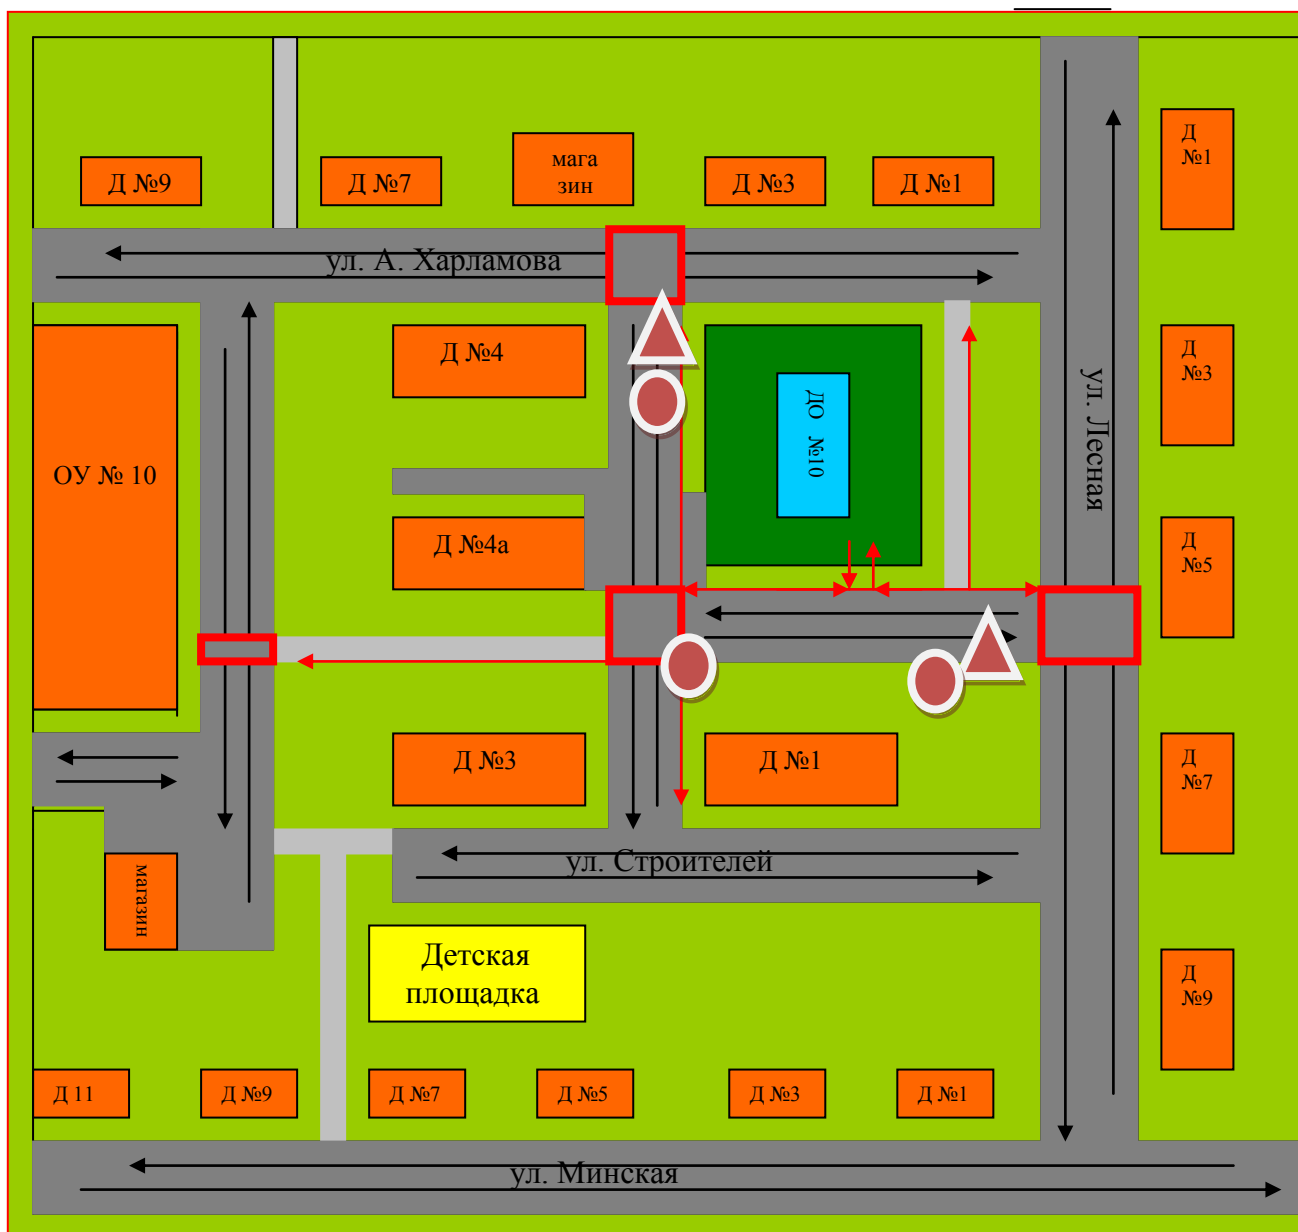 мага
зин
Д №9
Д №7
Д №3
Д №1
Д
№1
ул. А. Харламова
Д №4
ДО №10
ул. Лесная
Д
№3
ОУ № 10
Д №4а
Д
№5
Д №3
Д №1
Д
№7
ул. Строителей
магазин
Детская
площадка
Д
№9
Д 11
Д №9
Д №7
Д №5
Д №3
Д №1
ул. Минская